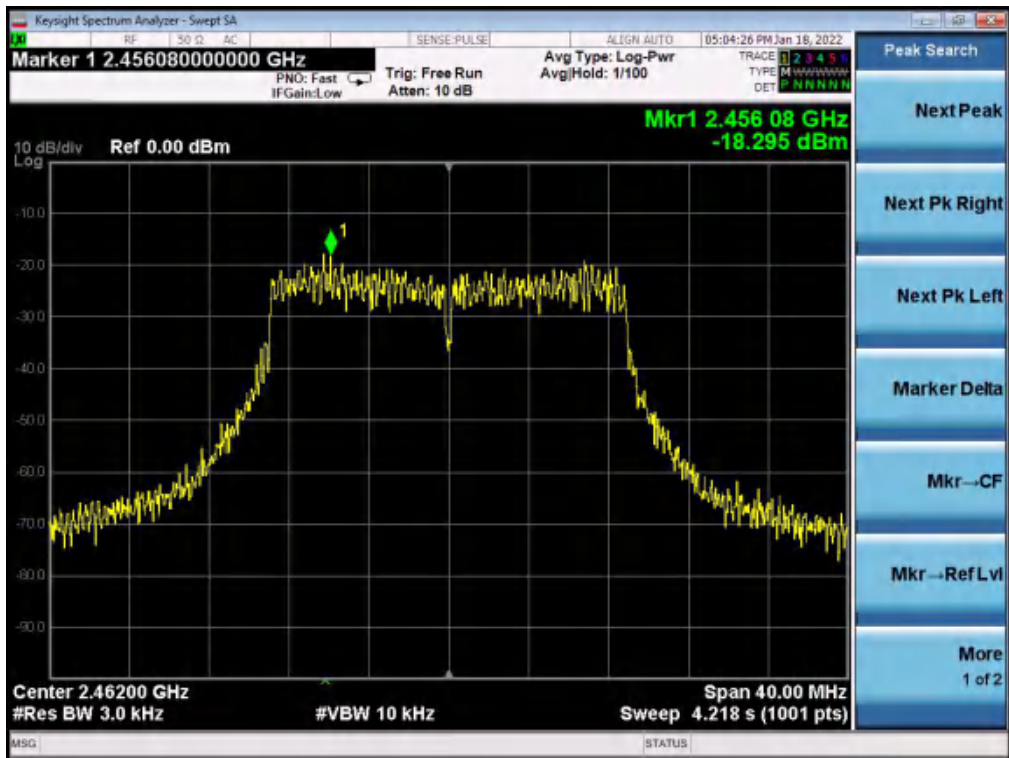 Keysight Spectrum Analyzer - Swept SA
LXI RF 50 Ω AC SENSE:PULSE ALIGN AUTO 05:04:26 PM Jan 18, 2022
Marker 1 2.456080000000 GHz
PNO: Fast
IFGain:Low
Trig: Free Run
Atten: 10 dB
Avg Type: Log-Pwr
Avg|Hold: 1/100
TRACE 1 2 3 4 5 6
TYPE M
DET P N N N N N
Mkr1 2.456 08 GHz
-18.295 dBm
10 dB/div Ref 0.00 dBm
Log
-10.0
1
-20.0
-30.0
-40.0
-50.0
-60.0
-70.0
-80.0
-90.0
Center 2.46200 GHz Span 40.00 MHz
#Res BW 3.0 kHz #VBW 10 kHz Sweep 4.218 s (1001 pts)
MSG STATUS
Peak Search
Next Peak
Next Pk Right
Next Pk Left
Marker Delta
Mkr→CF
Mkr→Ref Lvl
More
1 of 2